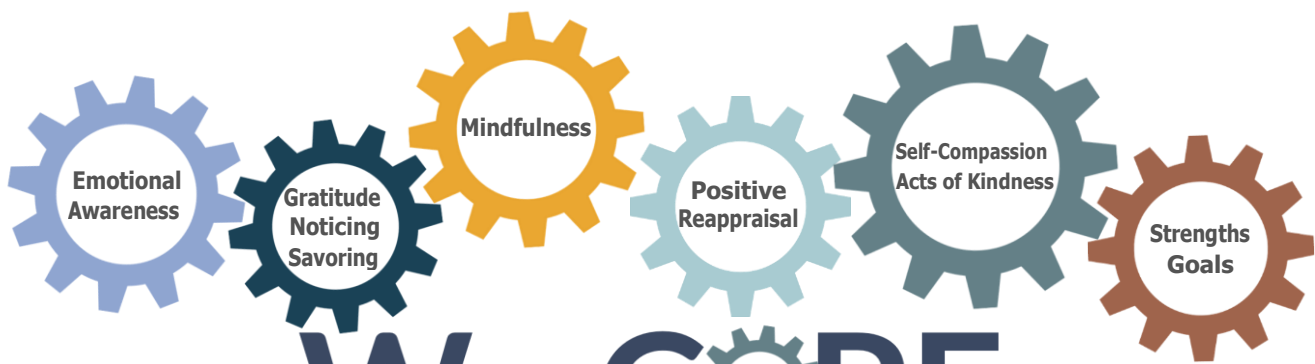 Emotional
Awareness
Gratitude
Noticing
Savoring
Mindfulness
Positive
Reappraisal
Self-Compassion
Acts of Kindness
Strengths
Goals